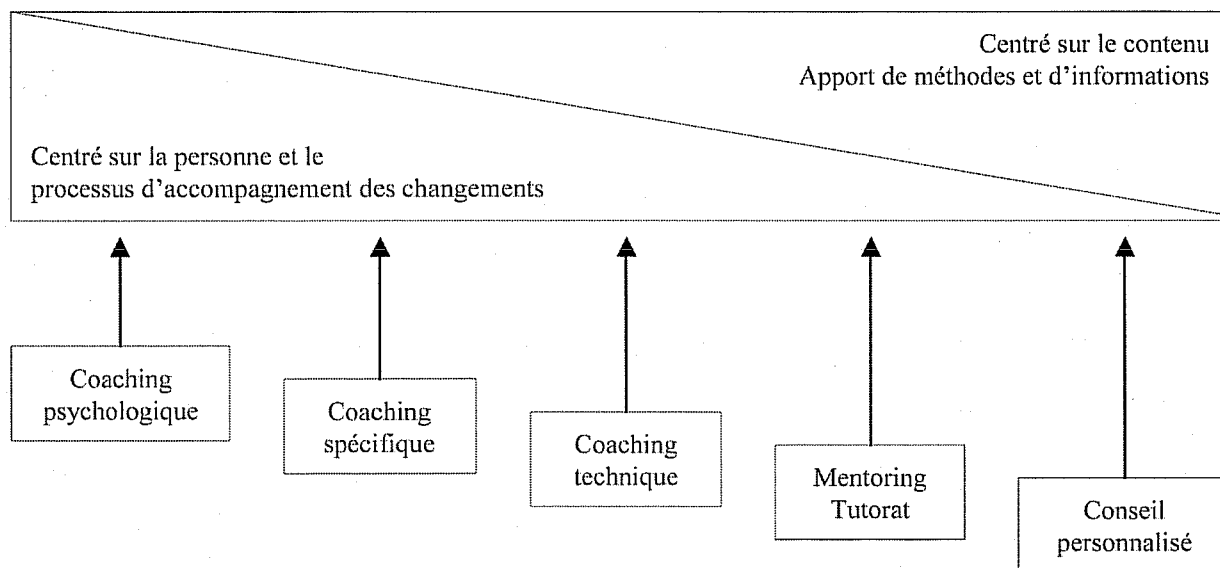 Centré sur le contenu
Apport de méthodes et d'informations
Centré sur la personne et le
processus d'accompagnement des changements
Coaching
psychologique
Coaching
spécifique
Coaching
technique
Mentoring
Tutorat
Conseil
personnalisé